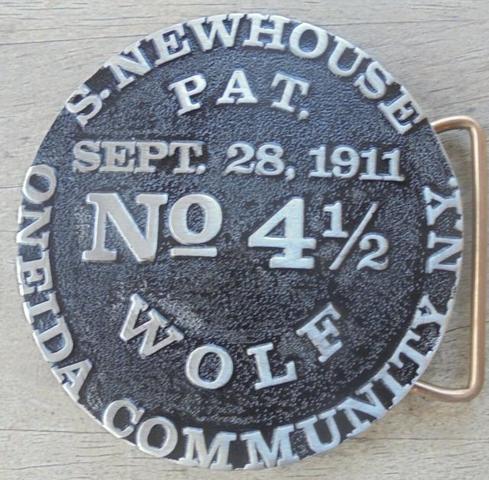 S. NEWHOUSE
PAT.
SEPT. 28, 1911
No 4½
WOLF
ONEIDA COMMUNITY N.Y.